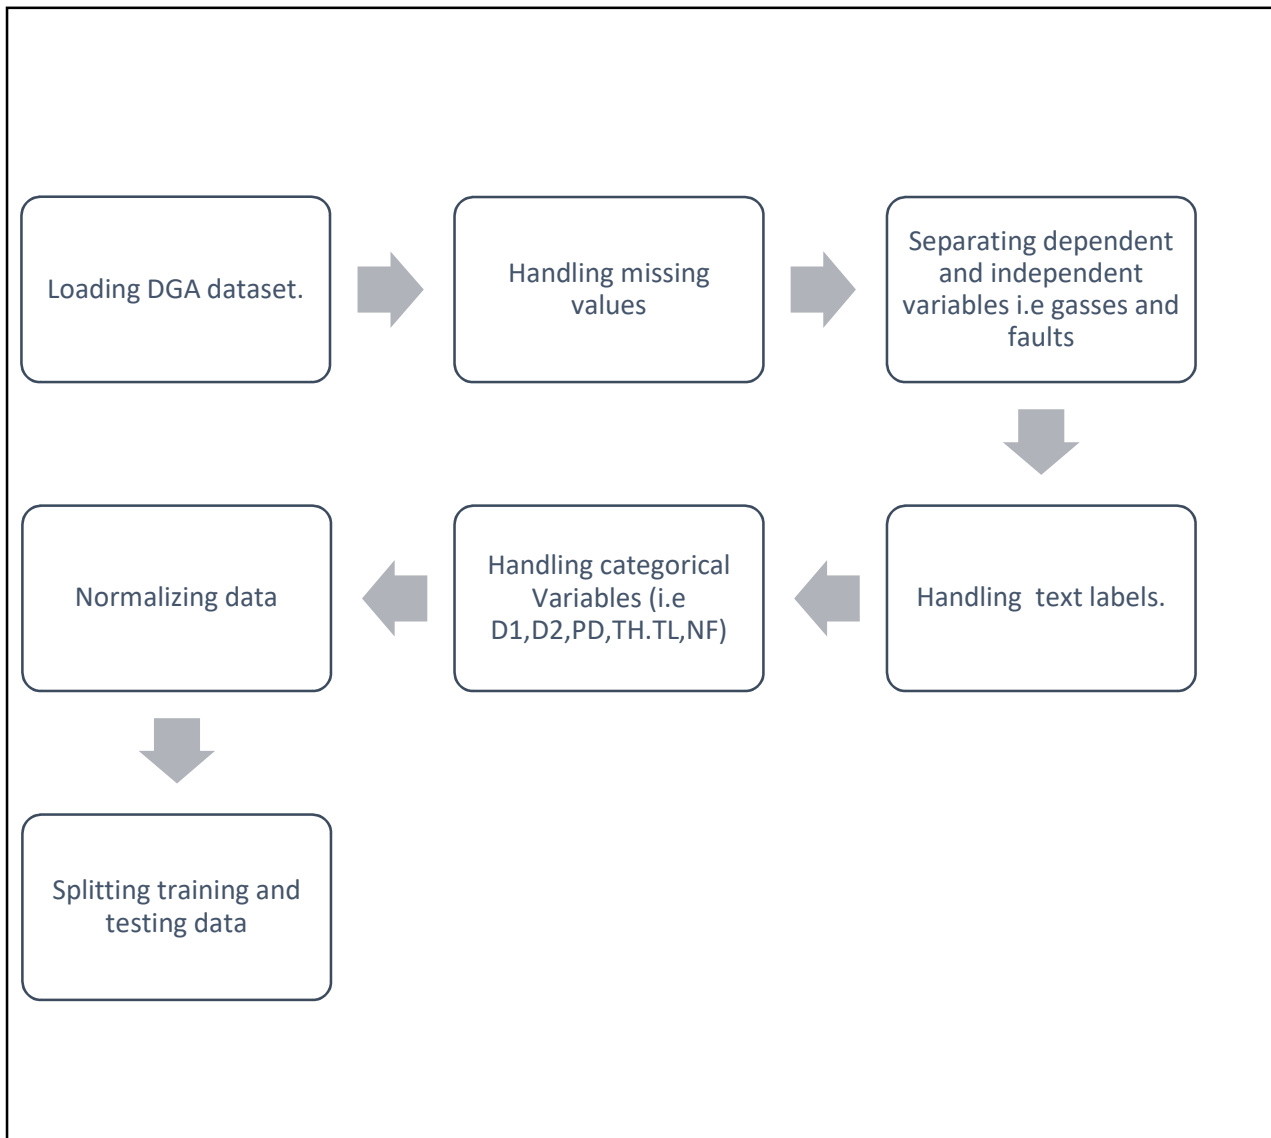 Loading DGA dataset.
Handling missing
values
Separating dependent
and independent
variables i.e gasses and
faults
Handling  text labels.
Handling categorical
Variables (i.e
D1,D2,PD,TH.TL,NF)
Normalizing data
Splitting training and
testing data